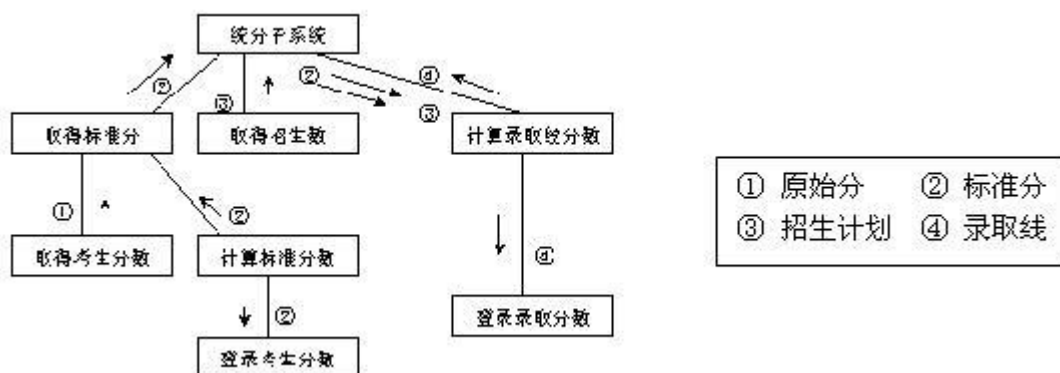 统分子系统
②
②
④
③
③
取得标准分
取得招生数
计算录取线分数
① 原始分 ② 标准分
③ 招生计划 ④ 录取线
①
②
④
取得考生分数
计算标准分数
②
登录录取分数
登录考生分数